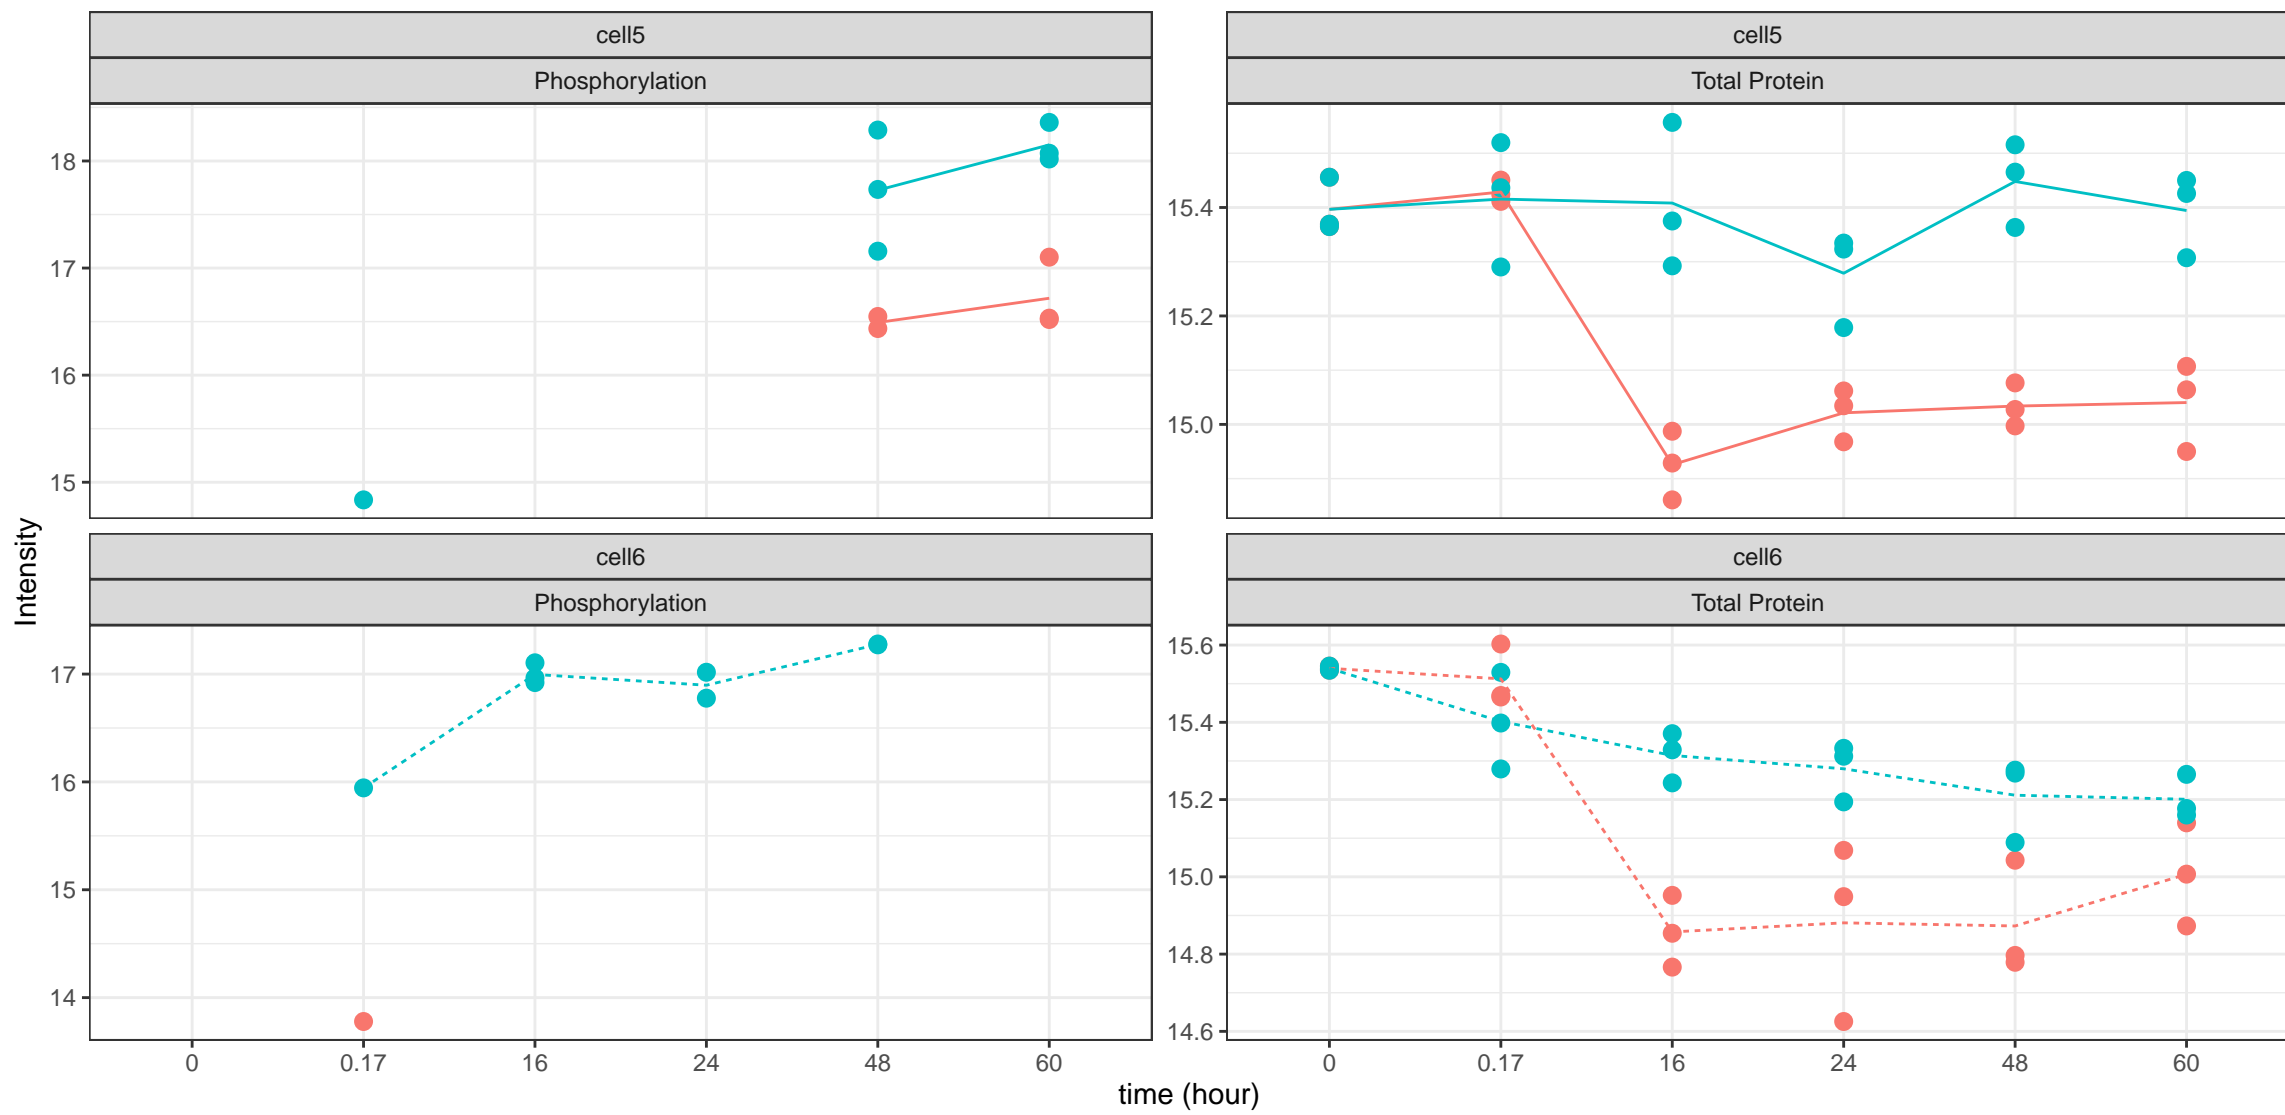 cell5
Phosphorylation
18
17
16
15
cell5
Total Protein
15.4
15.2
15.0
Intensity
cell6
Phosphorylation
17
16
15
14
0 0.17 16 24 48 60
cell6
Total Protein
15.6
15.4
15.2
15.0
14.8
14.6
0 0.17 16 24 48 60
time (hour)